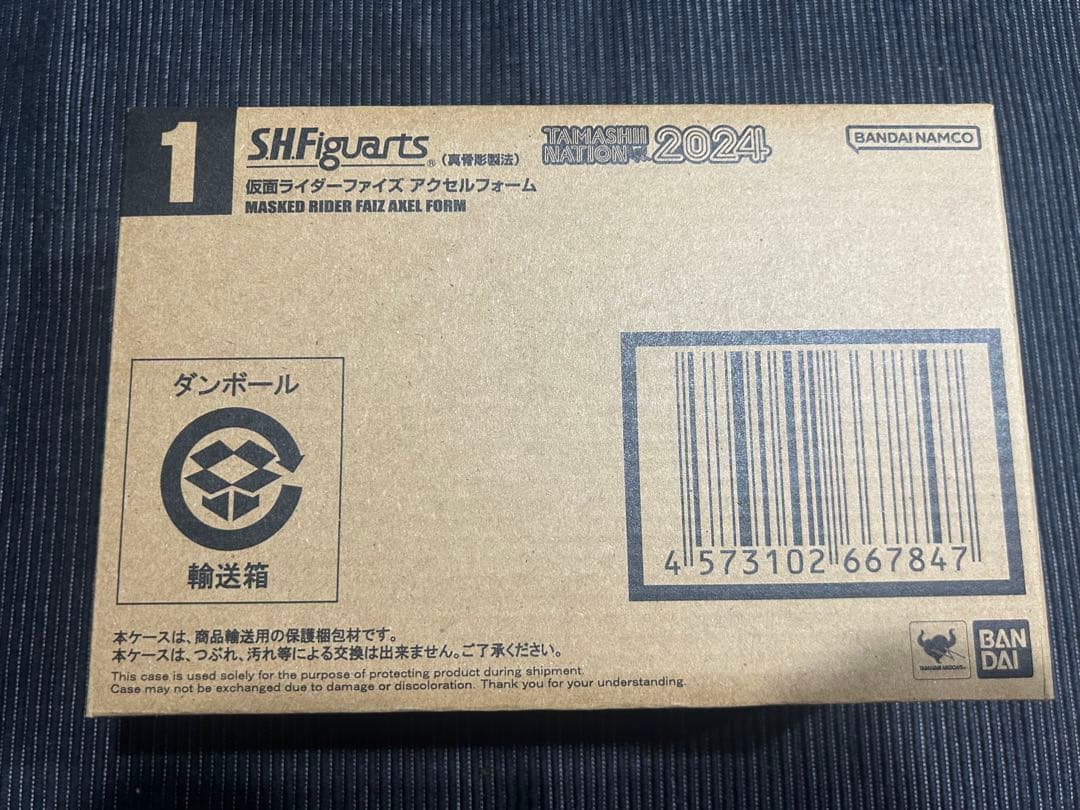 1
S.H.Figuarts® (真骨彫製法)
TAMASHII NATION 2024
BANDAI NAMCO
仮面ライダーファイズ アクセルフォーム
MASKED RIDER FAIZ AXEL FORM
ダンボール
輸送箱
4 573102 667847
本ケースは、商品輸送用の保護梱包材です。
本ケースは、つぶれ、汚れ等による交換は出来ません。ご了承ください。
This case is used solely for the purpose of protecting product during shipment.
Case may not be exchanged due to damage or discoloration. Thank you for your understanding.
TAMASHII NATIONS
BAN
DAI